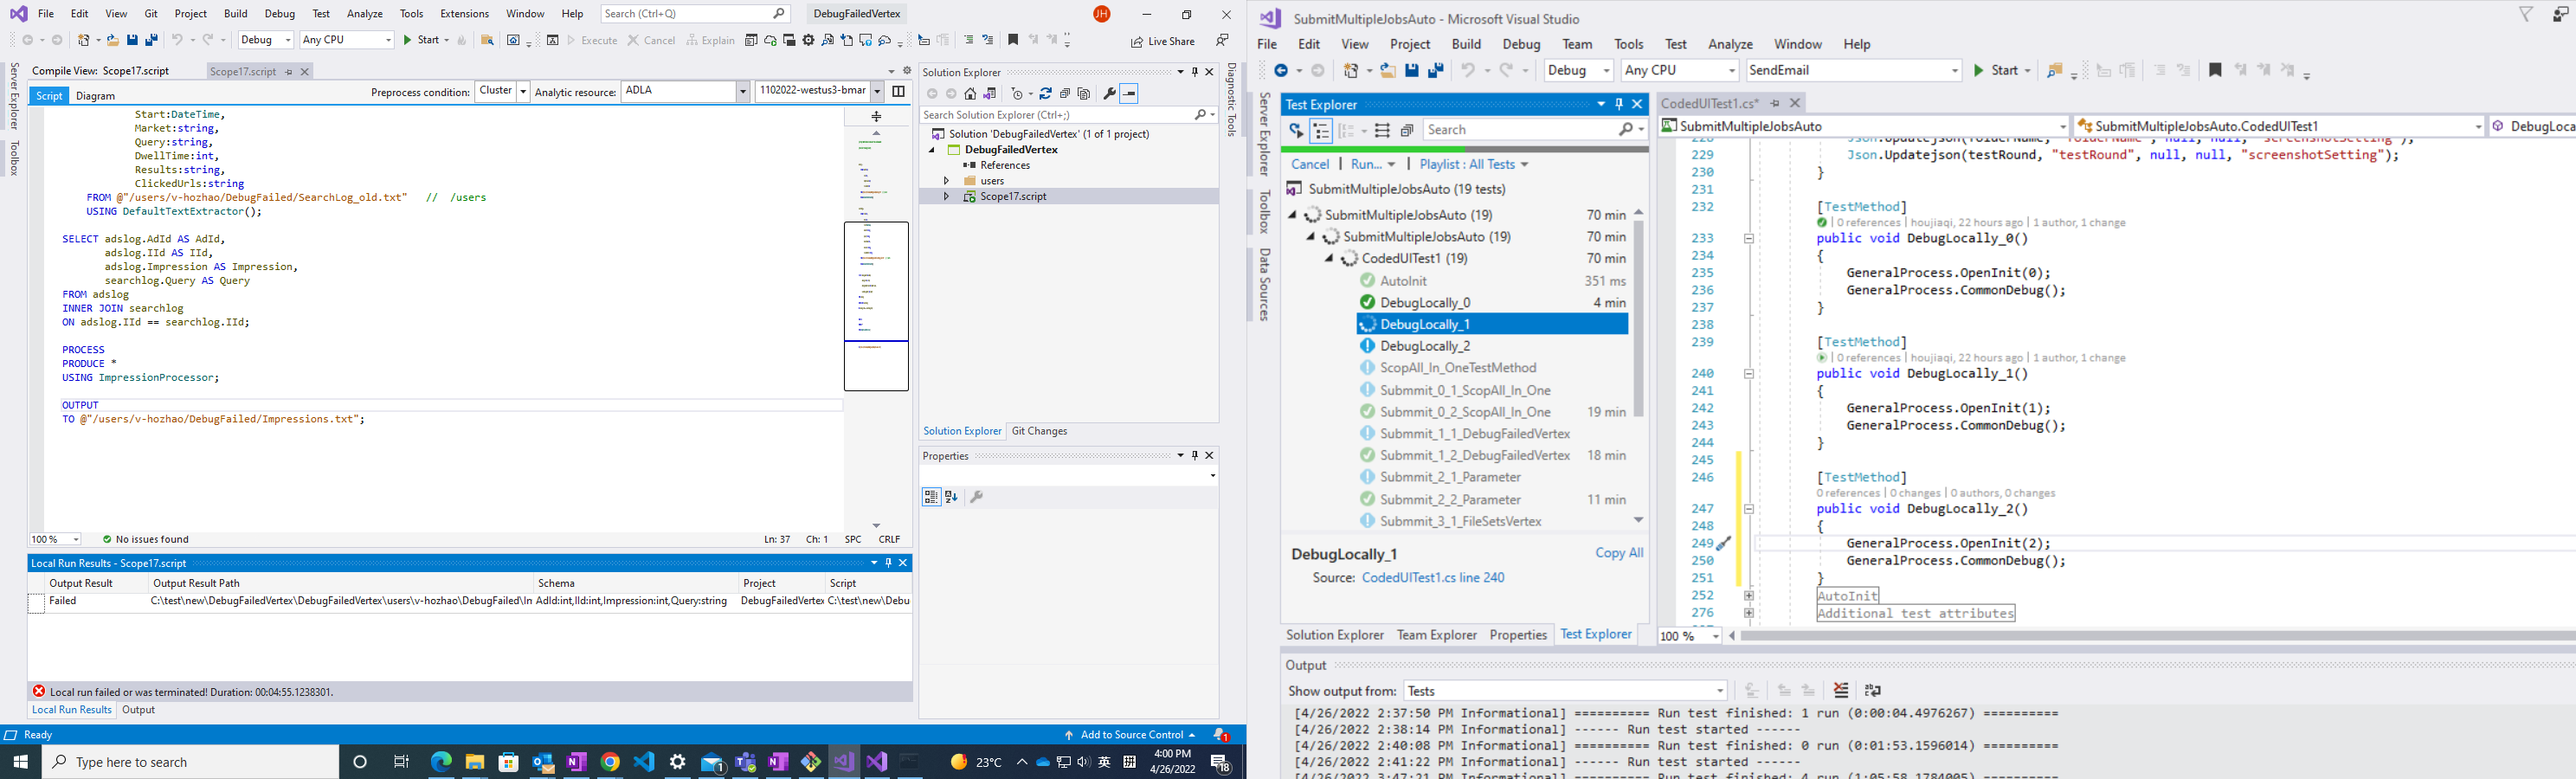 File Edit View Git Project Build Debug Test Analyze Tools Extensions Window Help Search (Ctrl+Q) DebugFailedVertex JH
Debug Any CPU Start Execute Cancel Explain Live Share
Server Explorer
Toolbox
Compile View: Scope17.script Scope17.script
Script Diagram Preprocess condition: Cluster Analytic resource: ADLA 1102022-westus3-bmar
Start:DateTime,
Market:string,
Query:string,
DwellTime:int,
Results:string,
ClickedUrls:string
FROM @"/users/v-hozhao/DebugFailed/SearchLog_old.txt" // /users
USING DefaultTextExtractor();
SELECT adslog.AdId AS AdId,
adslog.IId AS IId,
adslog.Impression AS Impression,
searchlog.Query AS Query
FROM adslog
INNER JOIN searchlog
ON adslog.IId == searchlog.IId;
PROCESS
PRODUCE *
USING ImpressionProcessor;
OUTPUT
TO @"/users/v-hozhao/DebugFailed/Impressions.txt";
100 % No issues found Ln: 37 Ch: 1 SPC CRLF
Local Run Results - Scope17.script
Output Result Output Result Path Schema Project Script
Failed C:\test\new\DebugFailedVertex\DebugFailedVertex\users\v-hozhao\DebugFailed\In AdId:int,IId:int,Impression:int,Query:string DebugFailedVertex C:\test\new\Debu
Local run failed or was terminated! Duration: 00:04:55.1238301.
Local Run Results Output
Solution Explorer
Search Solution Explorer (Ctrl+;)
Solution 'DebugFailedVertex' (1 of 1 project)
DebugFailedVertex
References
users
Scope17.script
Solution Explorer Git Changes
Properties
Diagnostic Tools
Ready Add to Source Control 1
Type here to search 1 23°C 英 拼 4:00 PM
4/26/2022 18
SubmitMultipleJobsAuto - Microsoft Visual Studio
File Edit View Project Build Debug Team Tools Test Analyze Window Help
Debug Any CPU SendEmail Start
Server Explorer
Toolbox
Data Sources
Test Explorer
Search
Cancel Run... Playlist : All Tests
SubmitMultipleJobsAuto (19 tests)
SubmitMultipleJobsAuto (19) 70 min
SubmitMultipleJobsAuto (19) 70 min
CodedUITest1 (19) 70 min
AutoInit 351 ms
DebugLocally_0 4 min
DebugLocally_1
DebugLocally_2
ScopAll_In_OneTestMethod
Submmit_0_1_ScopAll_In_One
Submmit_0_2_ScopAll_In_One 19 min
Submmit_1_1_DebugFailedVertex
Submmit_1_2_DebugFailedVertex 18 min
Submmit_2_1_Parameter
Submmit_2_2_Parameter 11 min
Submmit_3_1_FileSetsVertex
DebugLocally_1 Copy All
Source: CodedUITest1.cs line 240
Solution Explorer Team Explorer Properties Test Explorer
CodedUITest1.cs*
SubmitMultipleJobsAuto SubmitMultipleJobsAuto.CodedUITest1 DebugLoca
229 Json.Updatejson(testRound, "testRound", null, null, "screenshotSetting");
230 }
231
232 [TestMethod]
0 references | houjiaqi, 22 hours ago | 1 author, 1 change
233 public void DebugLocally_0()
234 {
235 GeneralProcess.OpenInit(0);
236 GeneralProcess.CommonDebug();
237 }
238
239 [TestMethod]
0 references | houjiaqi, 22 hours ago | 1 author, 1 change
240 public void DebugLocally_1()
241 {
242 GeneralProcess.OpenInit(1);
243 GeneralProcess.CommonDebug();
244 }
245
246 [TestMethod]
0 references | 0 changes | 0 authors, 0 changes
247 public void DebugLocally_2()
248 {
249 GeneralProcess.OpenInit(2);
250 GeneralProcess.CommonDebug();
251 }
252 AutoInit
276 Additional test attributes
100 %
Output
Show output from: Tests
[4/26/2022 2:37:50 PM Informational] ========== Run test finished: 1 run (0:00:04.4976267) ==========
[4/26/2022 2:38:14 PM Informational] ------ Run test started ------
[4/26/2022 2:40:08 PM Informational] ========== Run test finished: 0 run (0:01:53.1596014) ==========
[4/26/2022 2:41:22 PM Informational] ------ Run test started ------
[4/26/2022 3:47:21 PM Informational] ========== Run test finished: 4 run (1:05:58.1784005) ==========